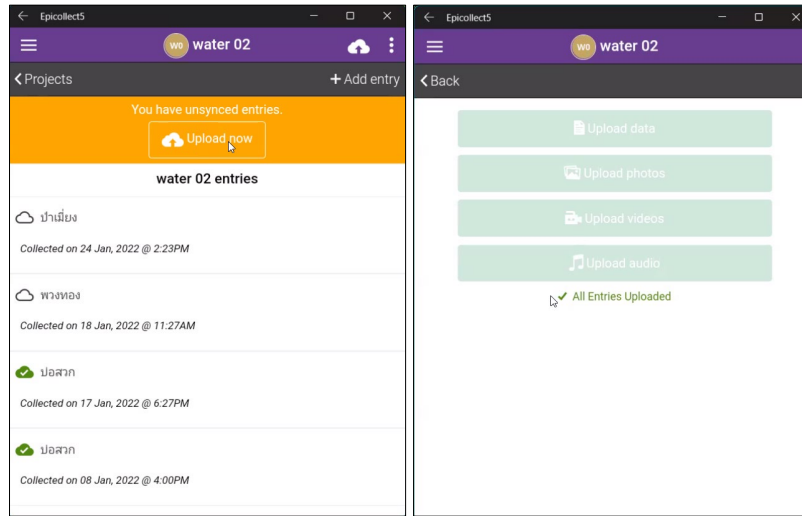 Epicollect5
W0 water 02
Projects
Add entry
You have unsynced entries.
Upload now
water 02 entries
ป่าเมี่ยง
Collected on 24 Jan, 2022 @ 2:23PM
พวงทอง
Collected on 18 Jan, 2022 @ 11:27AM
บ่อสวก
Collected on 17 Jan, 2022 @ 6:27PM
บ่อสวก
Collected on 08 Jan, 2022 @ 4:00PM
Epicollect5
W0 water 02
Back
Upload data
Upload photos
Upload videos
Upload audio
All Entries Uploaded